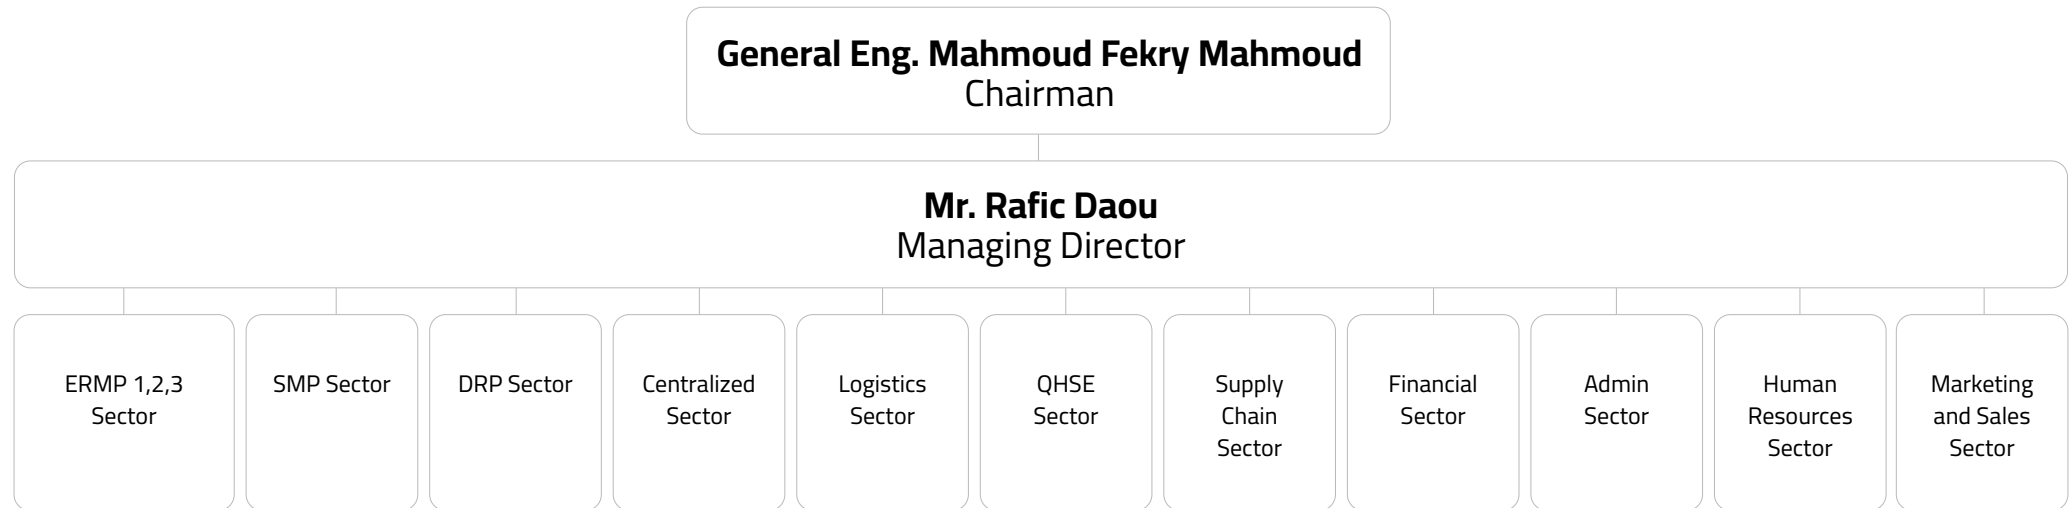 General Eng. Mahmoud Fekry Mahmoud
Chairman
Mr. Rafic Daou
Managing Director
ERMP 1,2,3
Sector
SMP Sector
DRP Sector
Centralized
Sector
Logistics
Sector
QHSE
Sector
Supply
Chain
Sector
Financial
Sector
Admin
Sector
Human
Resources
Sector
Marketing
and Sales
Sector